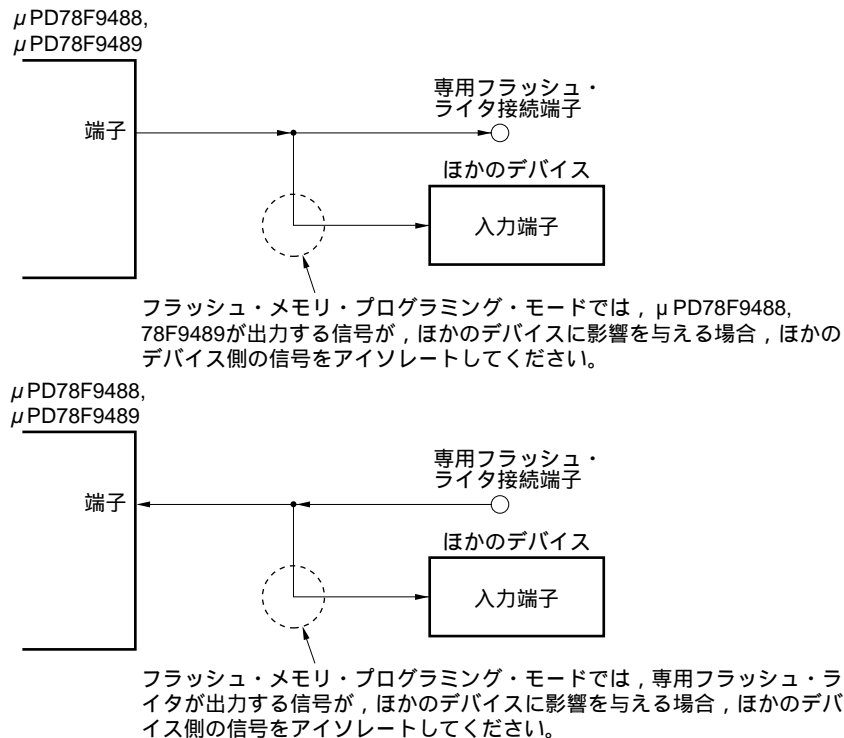 μPD78F9488,
μPD78F9489
専用フラッシュ・
ライタ接続端子
端子
ほかのデバイス
入力端子
フラッシュ・メモリ・プログラミング・モードでは，μPD78F9488,
78F9489が出力する信号が，ほかのデバイスに影響を与える場合，ほかの
デバイス側の信号をアイソレートしてください。
μPD78F9488,
μPD78F9489
専用フラッシュ・
ライタ接続端子
端子
ほかのデバイス
入力端子
フラッシュ・メモリ・プログラミング・モードでは，専用フラッシュ・ラ
イタが出力する信号が，ほかのデバイスに影響を与える場合，ほかのデバ
イス側の信号をアイソレートしてください。